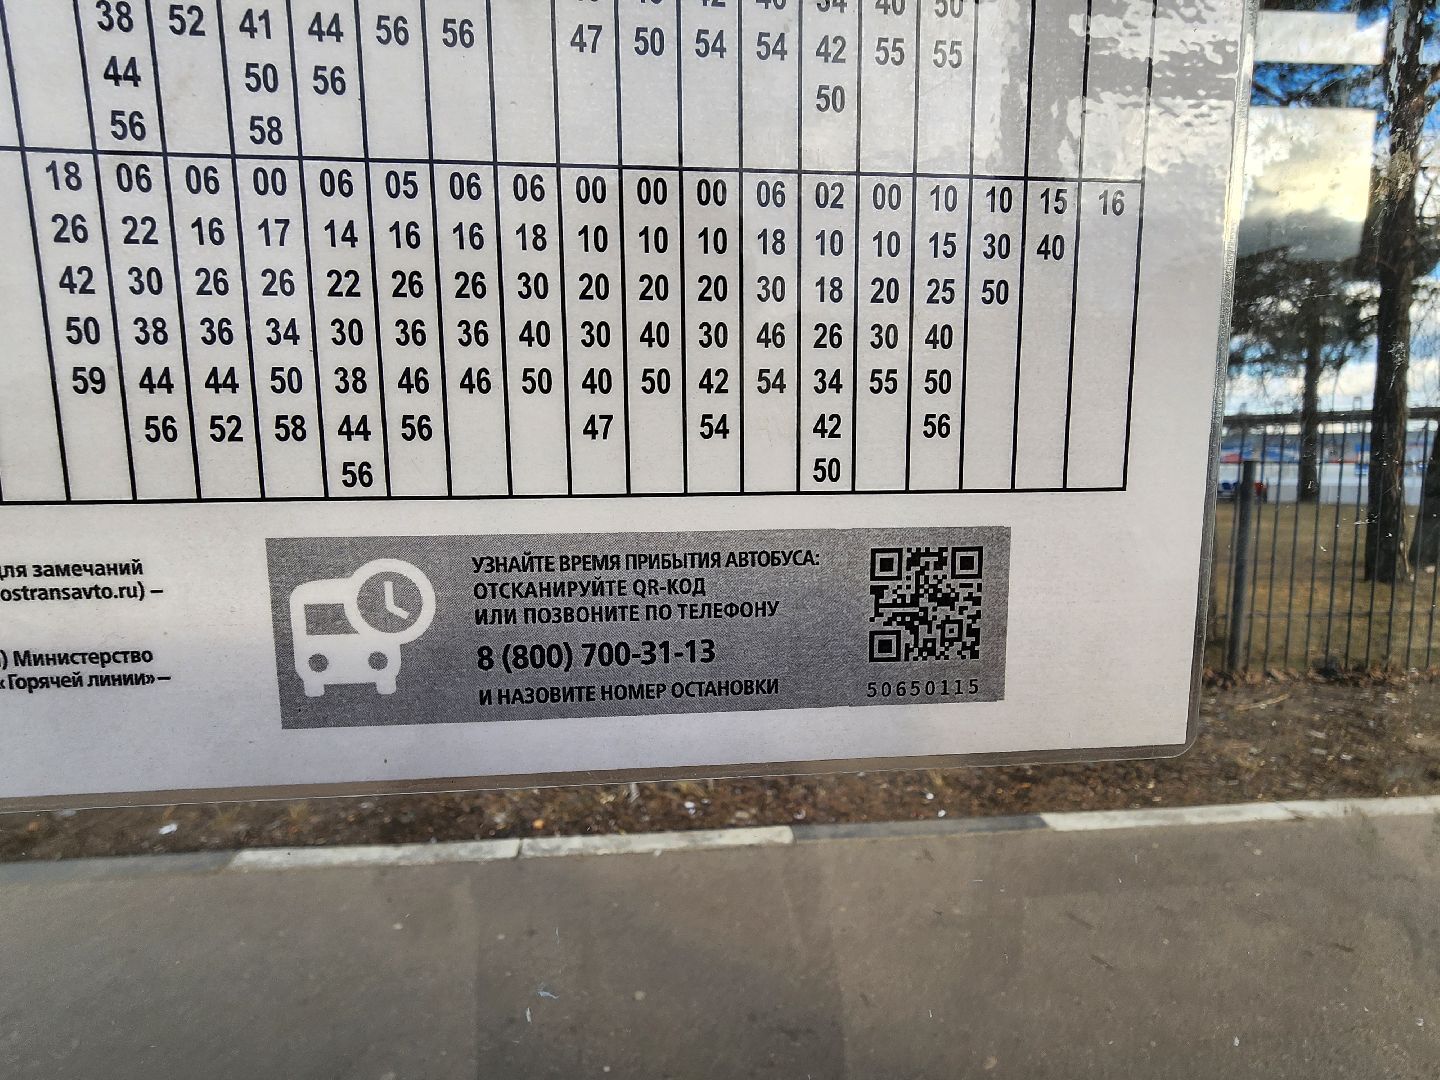 38 52 41 44 56 56 47 50 54 54 42 55 55
44 50 56 50
56 58
18 06 06 00 06 05 06 06 00 00 00 06 02 00 10 10 15 16
26 22 16 17 14 16 16 18 10 10 10 18 10 10 15 30 40
42 30 26 26 22 26 26 30 20 20 20 30 18 20 25 50
50 38 36 34 30 36 36 40 30 40 30 46 26 30 40
59 44 44 50 38 46 46 50 40 50 42 54 34 55 50
56 52 58 44 56 47 54 42 56
56 50
для замечаний
ostransavto.ru) –
) Министерство
«Горячей линии» –
УЗНАЙТЕ ВРЕМЯ ПРИБЫТИЯ АВТОБУСА:
ОТСКАНИРУЙТЕ QR-КОД
ИЛИ ПОЗВОНИТЕ ПО ТЕЛЕФОНУ
8 (800) 700-31-13
И НАЗОВИТЕ НОМЕР ОСТАНОВКИ
50650115